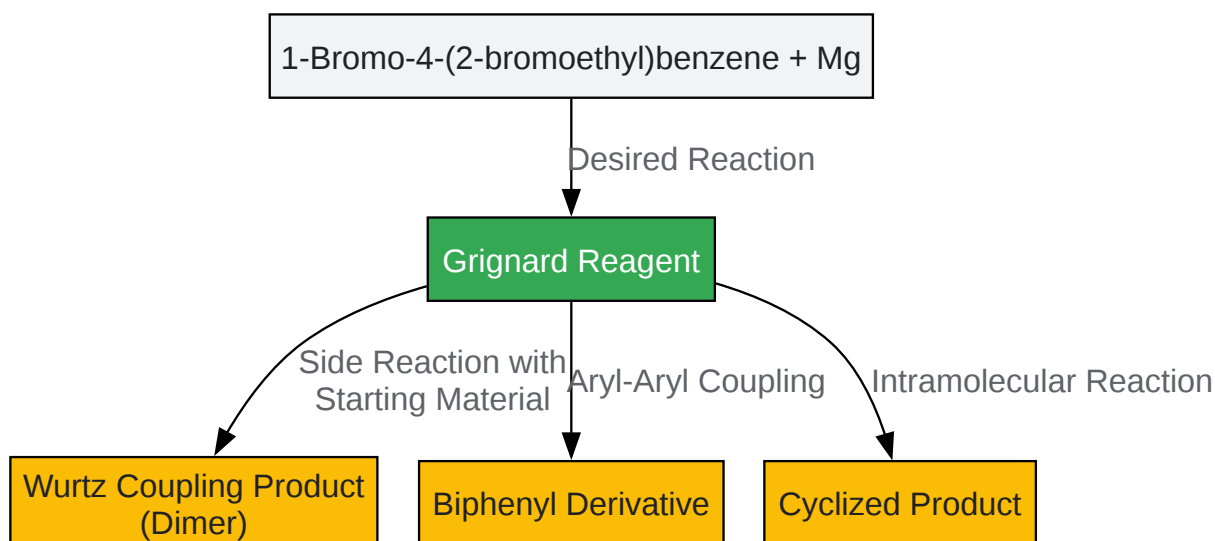 1-Bromo-4-(2-bromoethyl)benzene + Mg
Desired Reaction
Grignard Reagent
Side Reaction with
Starting Material
Aryl-Aryl Coupling
Intramolecular Reaction
Wurtz Coupling Product
(Dimer)
Biphenyl Derivative
Cyclized Product